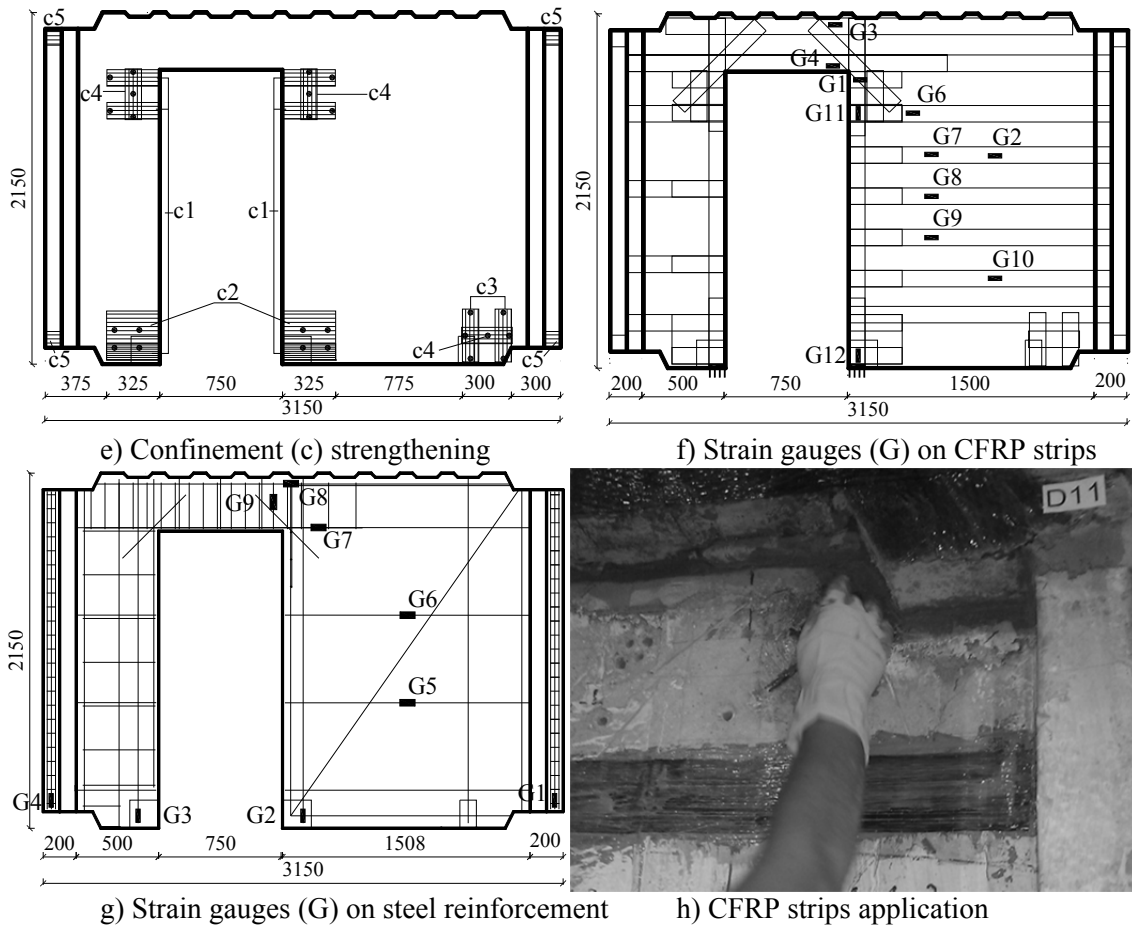 c5
c5
c4
c4
2150
c1
c1
c2
c3
c4
c5
c5
375
325
750
325
775
300
300
3150
e) Confinement (c) strengthening
G3
G4
G1
G11
G6
G7
G2
2150
G8
G9
G10
G12
200
500
750
1500
200
3150
f) Strain gauges (G) on CFRP strips
G9
G8
G7
G6
2150
G5
G4
G3
G2
G1
200
500
750
1508
200
3150
g) Strain gauges (G) on steel reinforcement
D11
h) CFRP strips application